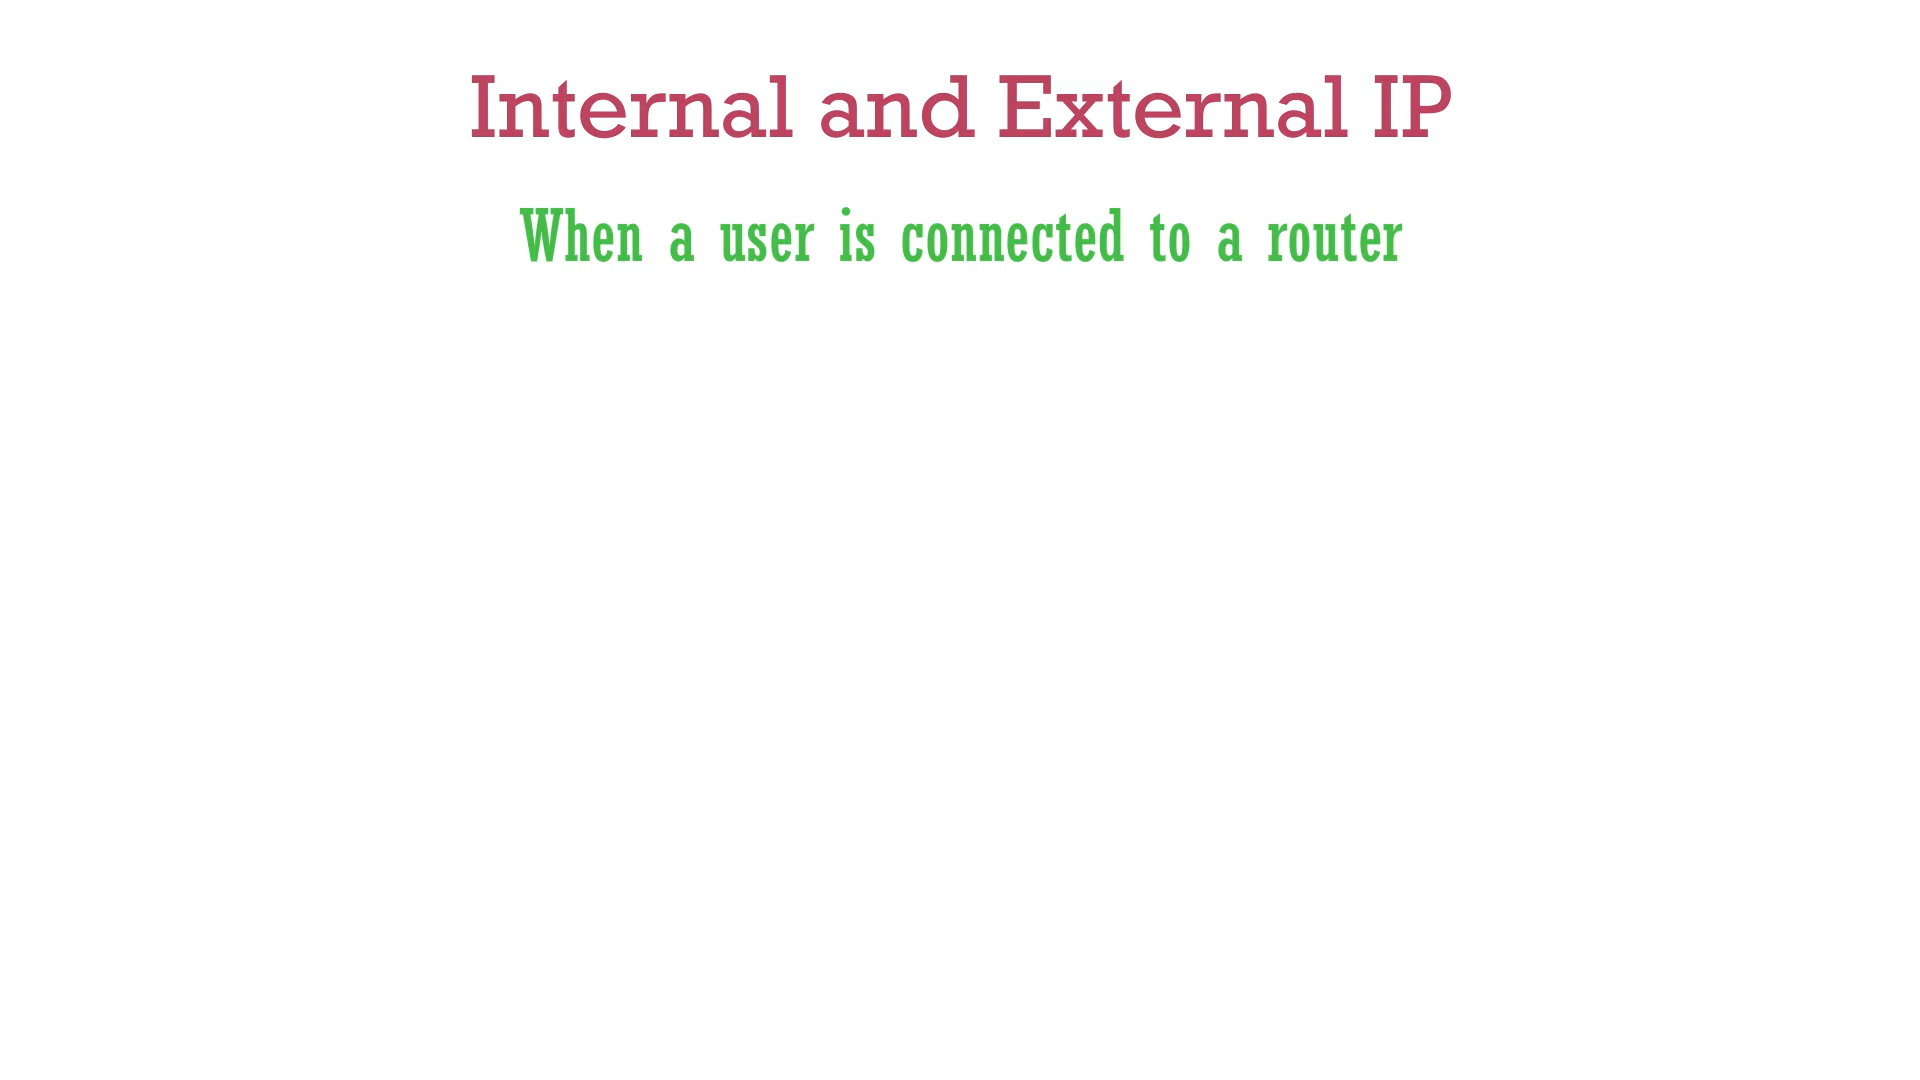 Internal and External IP
When a user is connected to a router